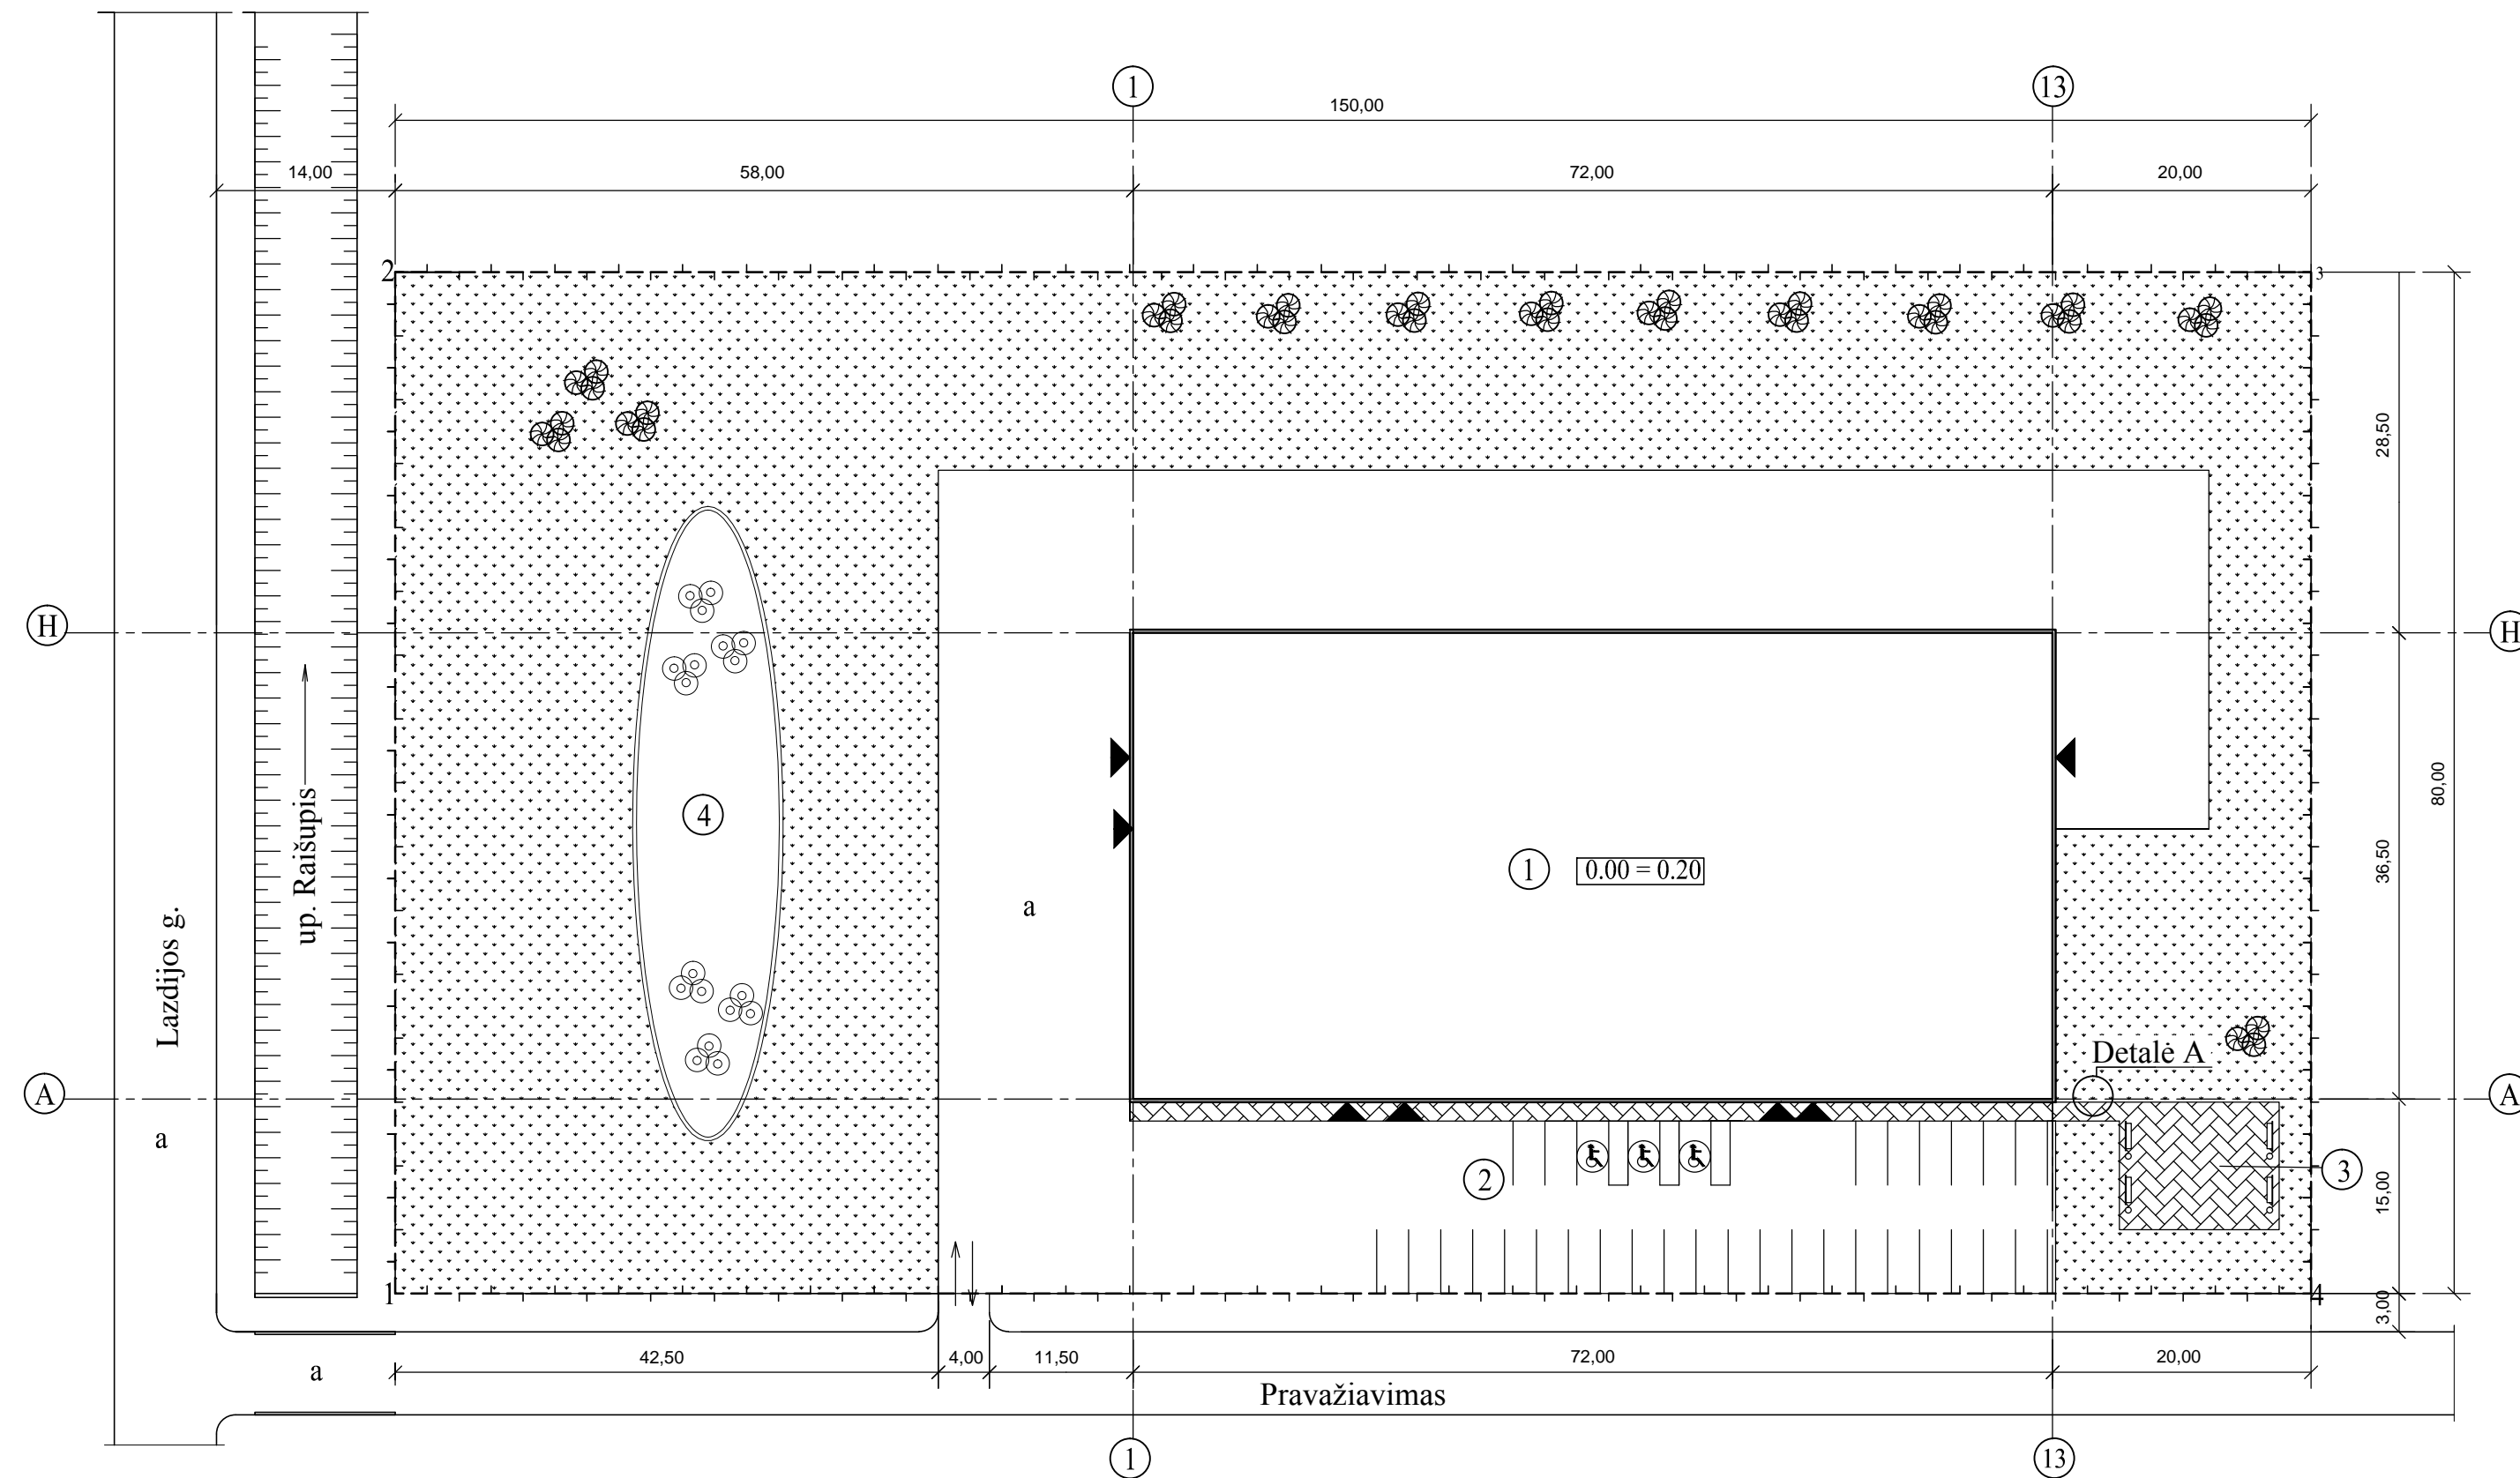 1
13
150,00
14,00
58,00
72,00
20,00
2
3
28,50
H
H
up. Raišupis
80,00
4
1
0.00 = 0.20
36,50
a
Lazdijos g.
Detalė A
A
A
a
2
3
15,00
1
4
3,00
42,50
4,00
11,50
72,00
20,00
a
Pravažiavimas
1
13